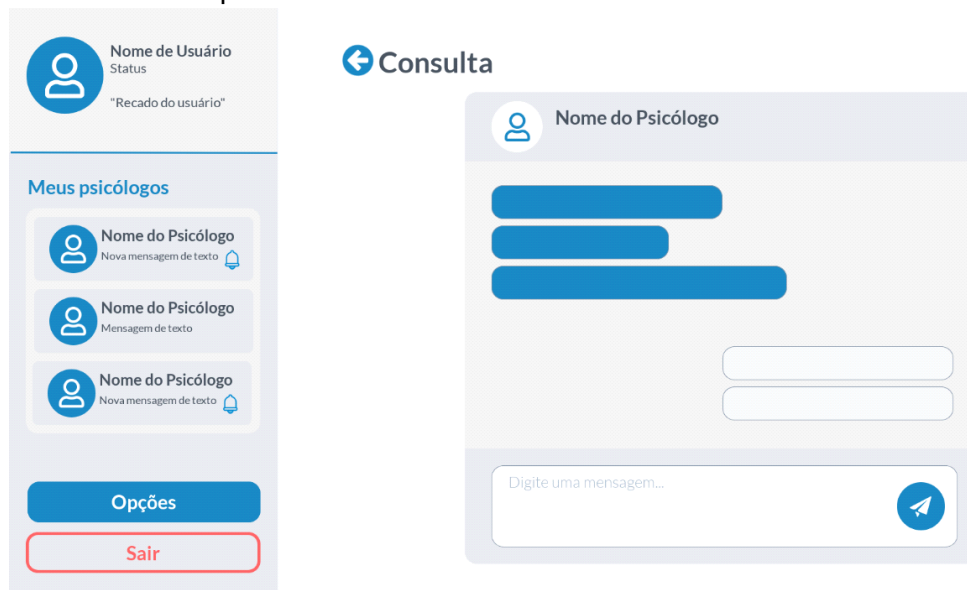 Nome de Usuário
Status
"Recado do usuário"
Meus psicólogos
Nome do Psicólogo
Nova mensagem de texto
Nome do Psicólogo
Mensagem de texto
Nome do Psicólogo
Nova mensagem de texto
Opções
Sair
Consulta
Nome do Psicólogo
Digite uma mensagem...